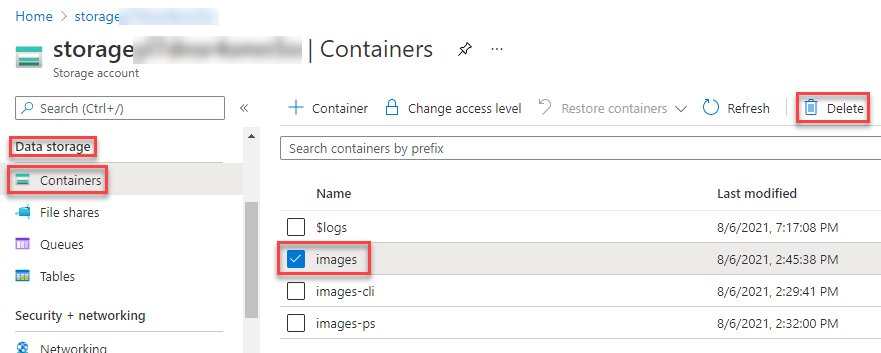 Home > storage
storage | Containers
Storage account
Search (Ctrl+/)
Container
Change access level
Restore containers
Refresh
Delete
Data storage
Containers
File shares
Queues
Tables
Security + networking
Networking
Search containers by prefix
Name Last modified
$logs 8/6/2021, 7:17:08 PM
images 8/6/2021, 2:45:38 PM
images-cli 8/6/2021, 2:29:41 PM
images-ps 8/6/2021, 2:32:00 PM